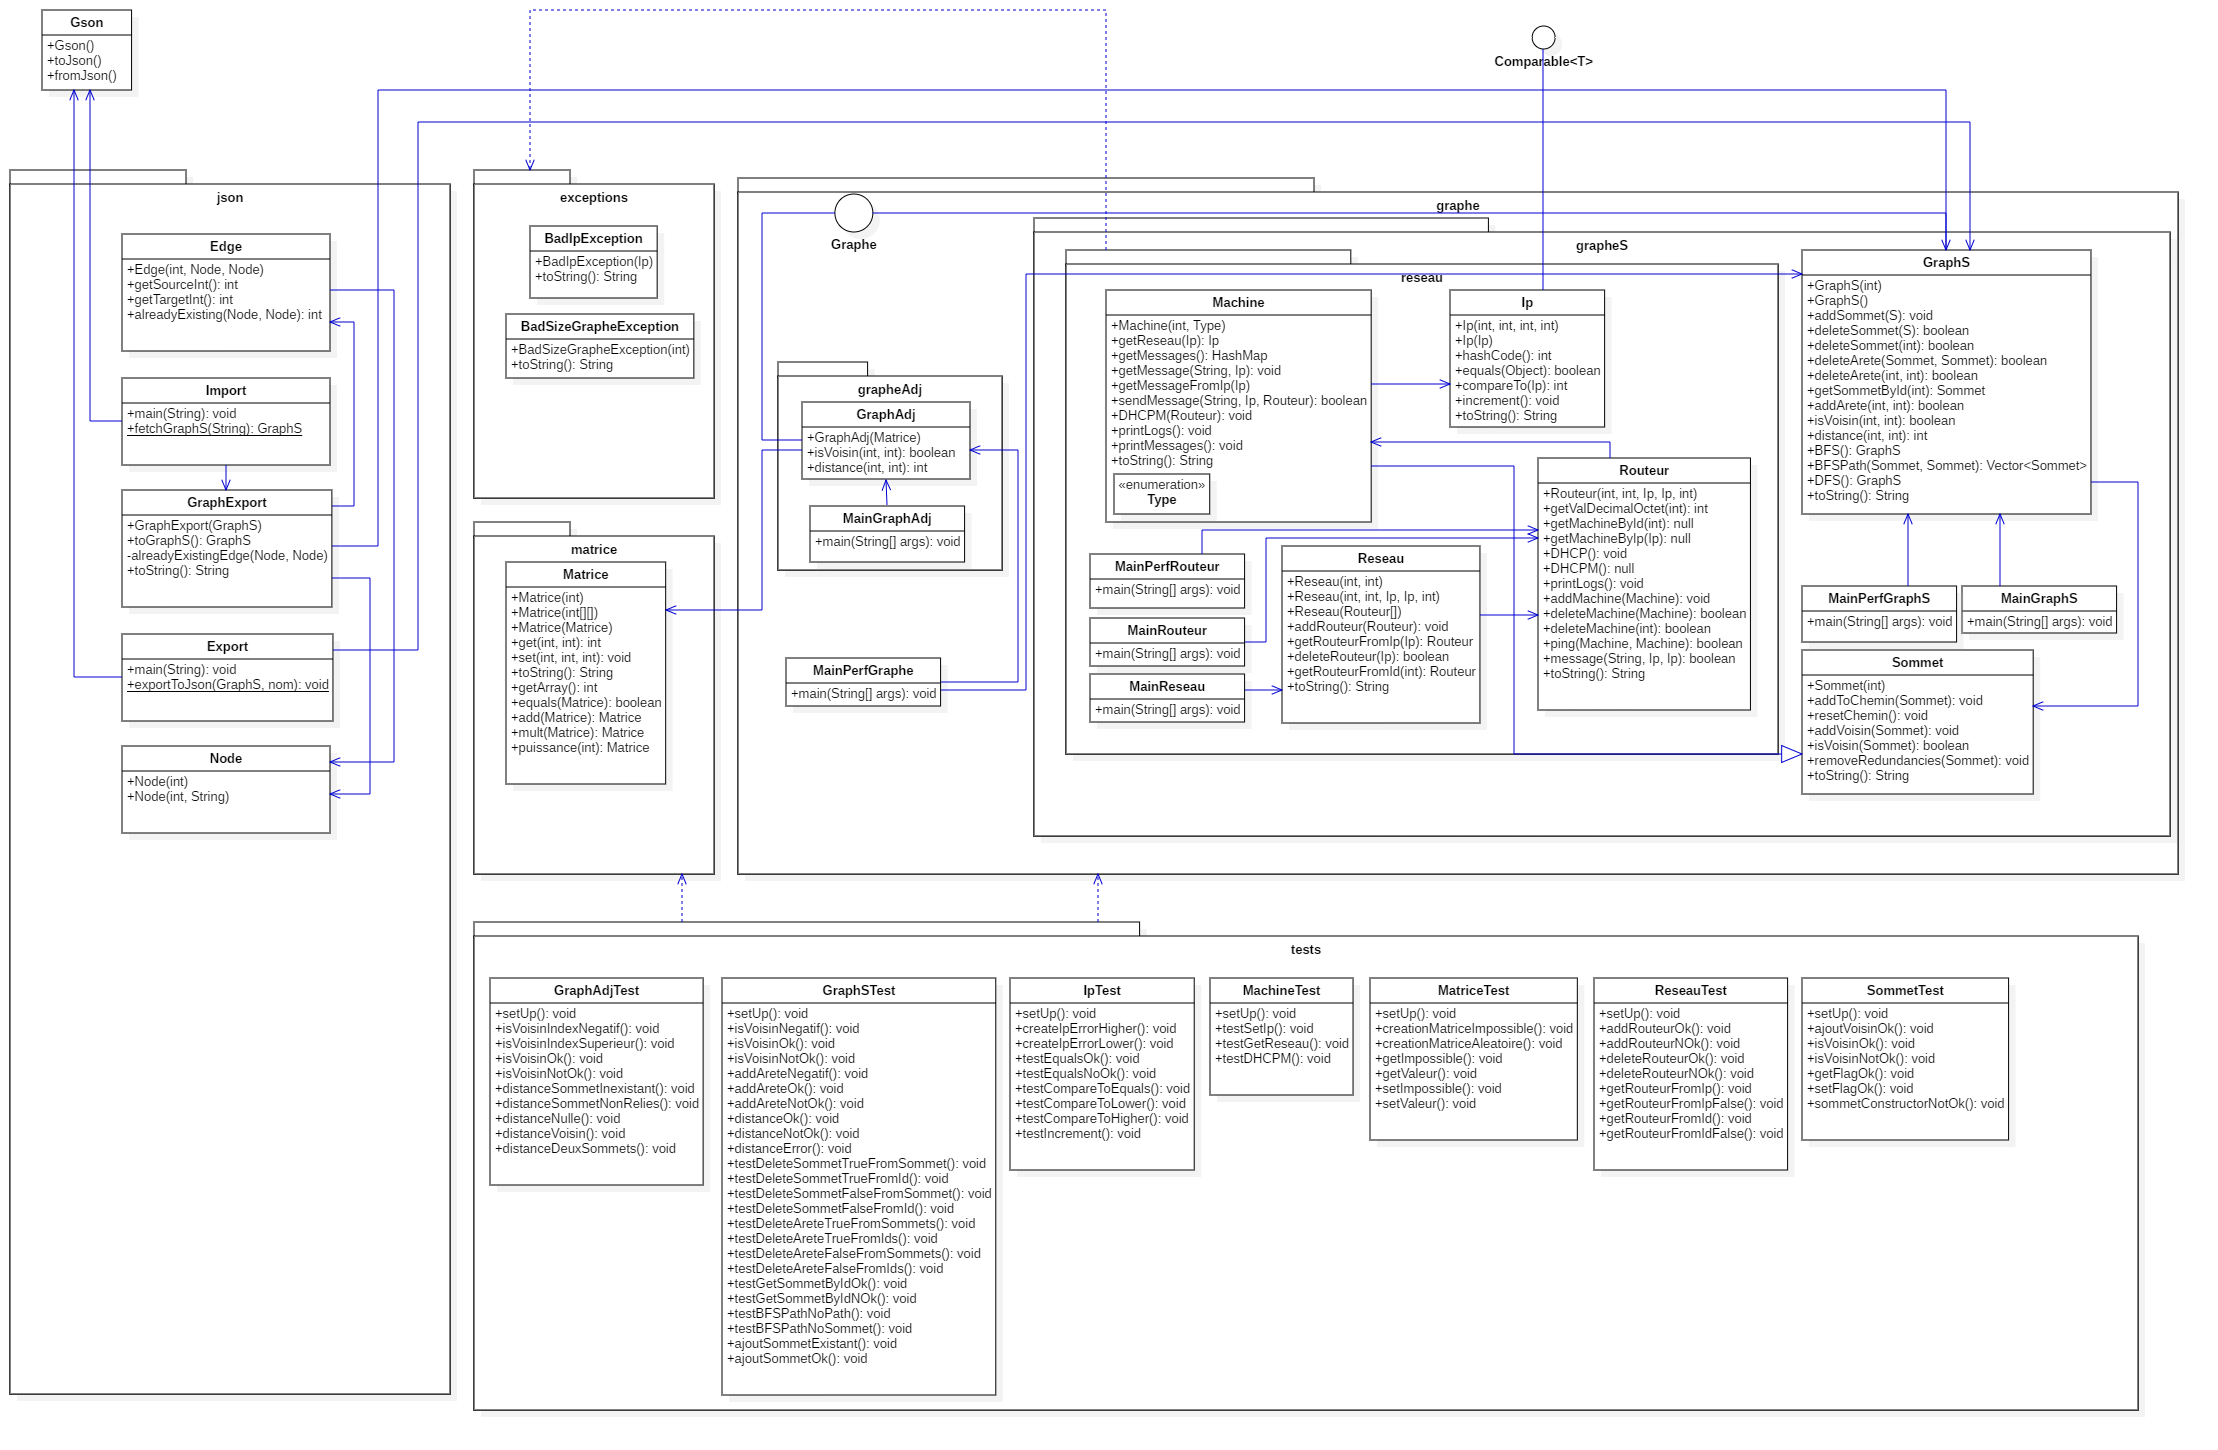 Gson
+Gson()
+toJson()
+fromJson()
Comparable<T>
json
Edge
+Edge(int, Node, Node)
+getSourceInt(): int
+getTargetInt(): int
+alreadyExisting(Node, Node): int
Import
+main(String): void
+fetchGraphS(String): GraphS
GraphExport
+GraphExport(GraphS)
+toGraphS(): GraphS
-alreadyExistingEdge(Node, Node)
+toString(): String
Export
+main(String): void
+exportToJson(GraphS, nom): void
Node
+Node(int)
+Node(int, String)
exceptions
BadIpException
+BadIpException(Ip)
+toString(): String
BadSizeGrapheException
+BadSizeGrapheException(int)
+toString(): String
matrice
Matrice
+Matrice(int)
+Matrice(int[][])
+Matrice(Matrice)
+get(int, int): int
+set(int, int, int): void
+toString(): String
+getArray(): int
+equals(Matrice): boolean
+add(Matrice): Matrice
+mult(Matrice): Matrice
+puissance(int): Matrice
graphe
Graphe
grapheAdj
GraphAdj
+GraphAdj(Matrice)
+isVoisin(int, int): boolean
+distance(int, int): int
MainGraphAdj
+main(String[] args): void
MainPerfGraphe
+main(String[] args): void
grapheS
reseau
Machine
+Machine(int, Type)
+getReseau(Ip): Ip
+getMessages(): HashMap
+getMessage(String, Ip): void
+getMessageFromIp(Ip)
+sendMessage(String, Ip, Routeur): boolean
+DHCPM(Routeur): void
+printLogs(): void
+printMessages(): void
+toString(): String
«enumeration»
Type
Ip
+Ip(int, int, int, int)
+Ip(Ip)
+hashCode(): int
+equals(Object): boolean
+compareTo(Ip): int
+increment(): void
+toString(): String
Routeur
+Routeur(int, int, Ip, Ip, int)
+getValDecimalOctet(int): int
+getMachineById(int): null
+getMachineByIp(Ip): null
+DHCP(): void
+DHCPM(): null
+printLogs(): void
+addMachine(Machine): void
+deleteMachine(Machine): boolean
+deleteMachine(int): boolean
+ping(Machine, Machine): boolean
+message(String, Ip, Ip): boolean
+toString(): String
MainPerfRouteur
+main(String[] args): void
MainRouteur
+main(String[] args): void
MainReseau
+main(String[] args): void
Reseau
+Reseau(int, int)
+Reseau(int, int, Ip, Ip, int)
+Reseau(Routeur[])
+addRouteur(Routeur): void
+getRouteurFromIp(Ip): Routeur
+deleteRouteur(Ip): boolean
+getRouteurFromId(int): Routeur
+toString(): String
GraphS
+GraphS(int)
+GraphS()
+addSommet(S): void
+deleteSommet(S): boolean
+deleteSommet(int): boolean
+deleteArete(Sommet, Sommet): boolean
+deleteArete(int, int): boolean
+getSommetById(int): Sommet
+addArete(int, int): boolean
+isVoisin(int, int): boolean
+distance(int, int): int
+BFS(): GraphS
+BFSPath(Sommet, Sommet): Vector<Sommet>
+DFS(): GraphS
+toString(): String
MainPerfGraphS
+main(String[] args): void
MainGraphS
+main(String[] args): void
Sommet
+Sommet(int)
+addToChemin(Sommet): void
+resetChemin(): void
+addVoisin(Sommet): void
+isVoisin(Sommet): boolean
+removeRedundancies(Sommet): void
+toString(): String
tests
GraphAdjTest
+setUp(): void
+isVoisinIndexNegatif(): void
+isVoisinIndexSuperieur(): void
+isVoisinOk(): void
+isVoisinNotOk(): void
+distanceSommetInexistant(): void
+distanceSommetNonRelies(): void
+distanceNulle(): void
+distanceVoisin(): void
+distanceDeuxSommets(): void
GraphSTest
+setUp(): void
+isVoisinNegatif(): void
+isVoisinOk(): void
+isVoisinNotOk(): void
+addAreteNegatif(): void
+addAreteOk(): void
+addAreteNotOk(): void
+distanceOk(): void
+distanceNotOk(): void
+distanceError(): void
+testDeleteSommetTrueFromSommet(): void
+testDeleteSommetTrueFromId(): void
+testDeleteSommetFalseFromSommet(): void
+testDeleteSommetFalseFromId(): void
+testDeleteAreteTrueFromSommets(): void
+testDeleteAreteTrueFromIds(): void
+testDeleteAreteFalseFromSommets(): void
+testDeleteAreteFalseFromIds(): void
+testGetSommetByIdOk(): void
+testGetSommetByIdNOk(): void
+testBFSPathNoPath(): void
+testBFSPathNoSommet(): void
+ajoutSommetExistant(): void
+ajoutSommetOk(): void
IpTest
+setUp(): void
+createIpErrorHigher(): void
+createIpErrorLower(): void
+testEqualsOk(): void
+testEqualsNoOk(): void
+testCompareToEquals(): void
+testCompareToLower(): void
+testCompareToHigher(): void
+testIncrement(): void
MachineTest
+setUp(): void
+testSetIp(): void
+testGetReseau(): void
+testDHCPM(): void
MatriceTest
+setUp(): void
+creationMatriceImpossible(): void
+creationMatriceAleatoire(): void
+getImpossible(): void
+getValeur(): void
+setImpossible(): void
+setValeur(): void
ReseauTest
+setUp(): void
+addRouteurOk(): void
+addRouteurNOk(): void
+deleteRouteurOk(): void
+deleteRouteurNOk(): void
+getRouteurFromIp(): void
+getRouteurFromIpFalse(): void
+getRouteurFromId(): void
+getRouteurFromIdFalse(): void
SommetTest
+setUp(): void
+ajoutVoisinOk(): void
+isVoisinOk(): void
+isVoisinNotOk(): void
+getFlagOk(): void
+setFlagOk(): void
+sommetConstructorNotOk(): void